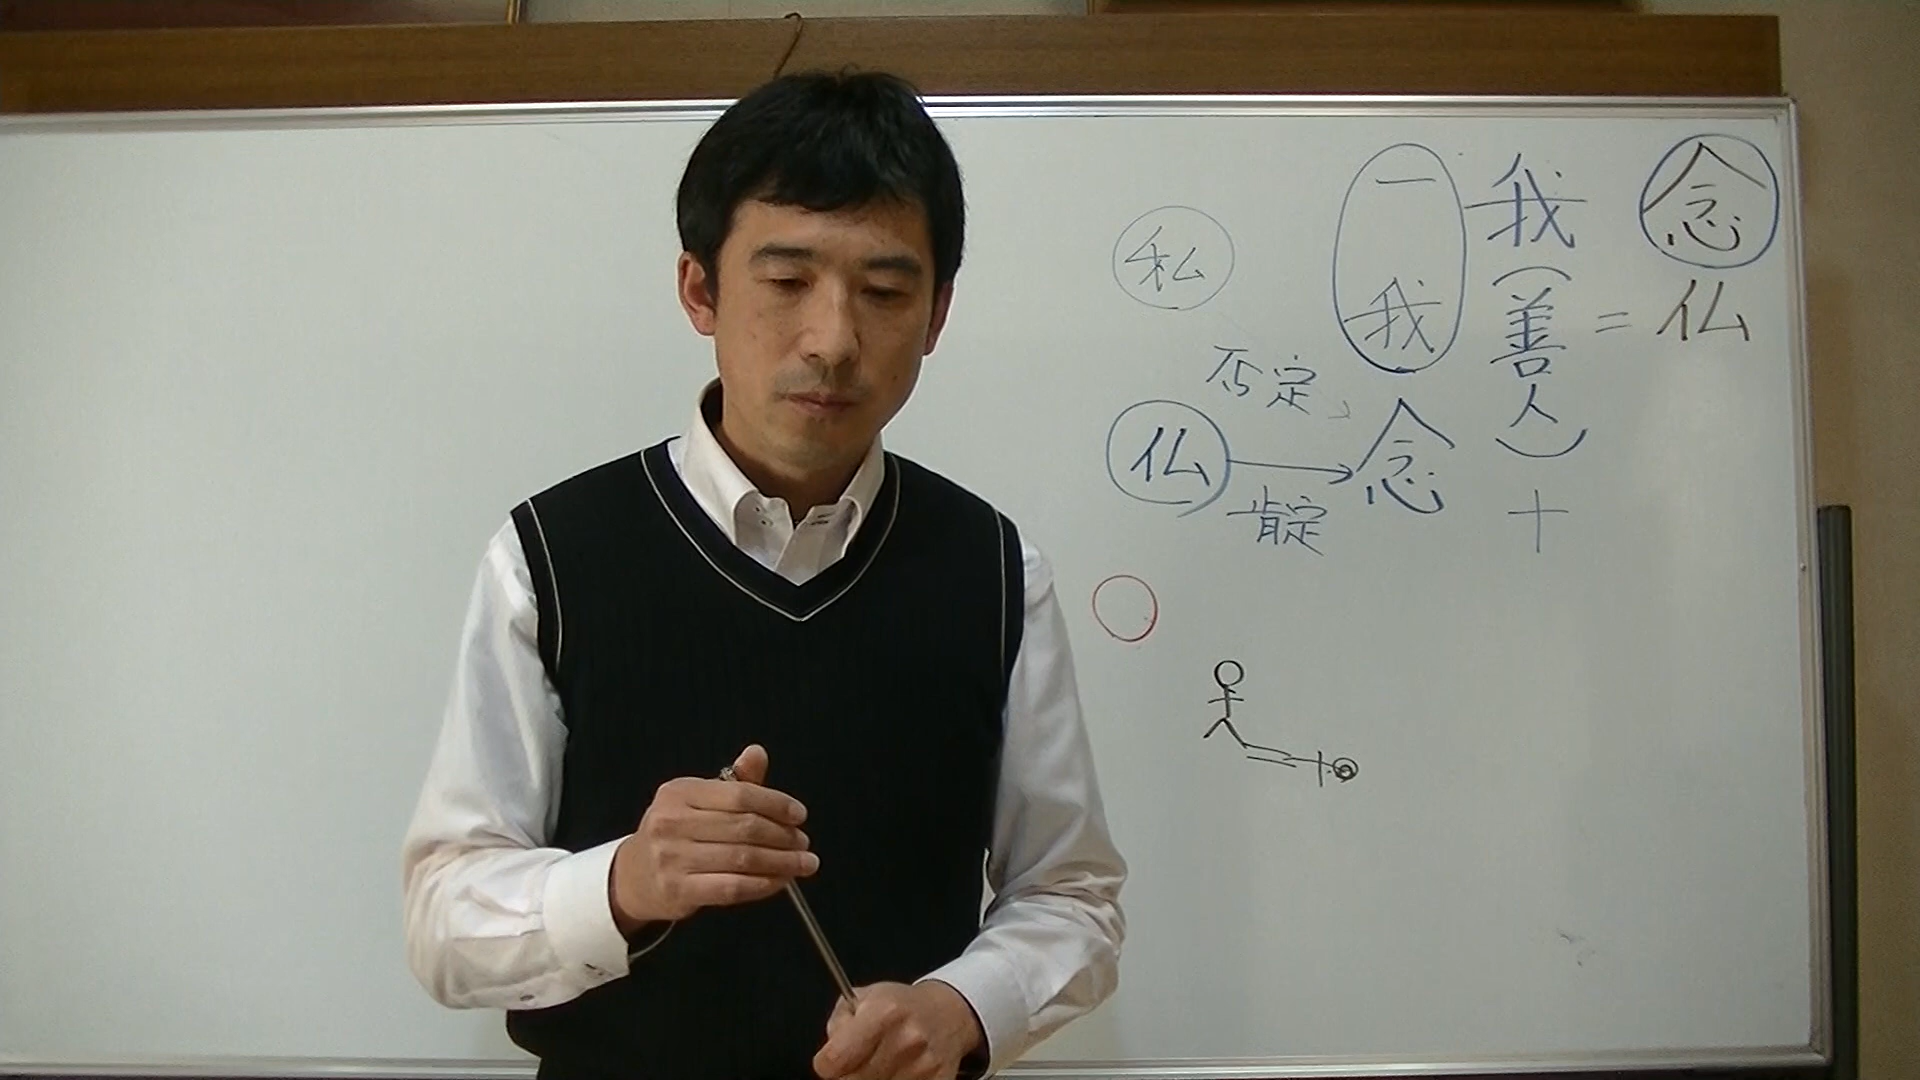 念仏
=
我(善人)+
一我
念
私
否定
仏→
肯定